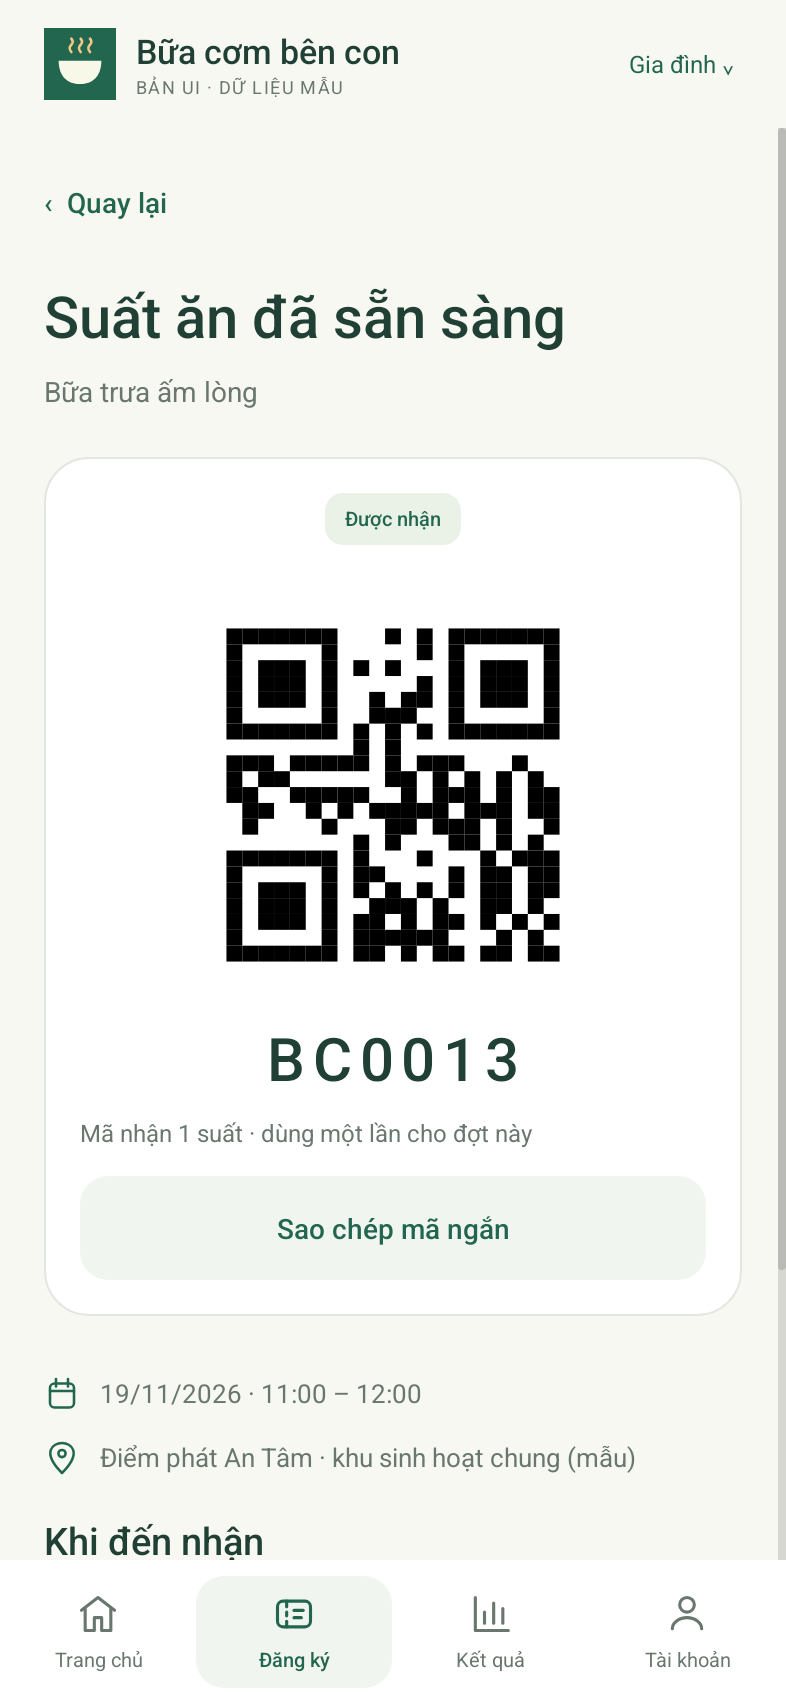 Bữa cơm bên con
BẢN UI · DỮ LIỆU MẪU
Gia đình
‹ Quay lại
Suất ăn đã sẵn sàng
Bữa trưa ấm lòng
Được nhận
BC0013
Mã nhận 1 suất · dùng một lần cho đợt này
Sao chép mã ngắn
19/11/2026 · 11:00 – 12:00
Điểm phát An Tâm · khu sinh hoạt chung (mẫu)
Khi đến nhận
Trang chủ
Đăng ký
Kết quả
Tài khoản